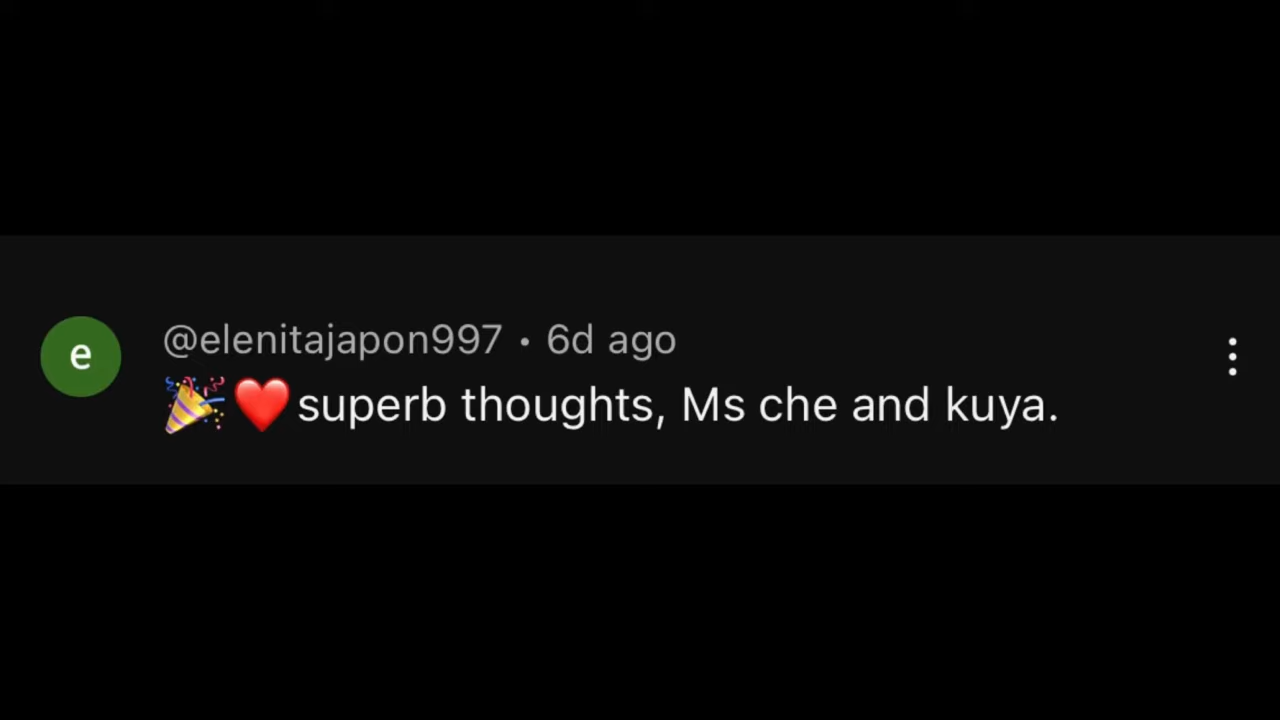 e
@elenitajapon997 • 6d ago
🎉❤️superb thoughts, Ms che and kuya.